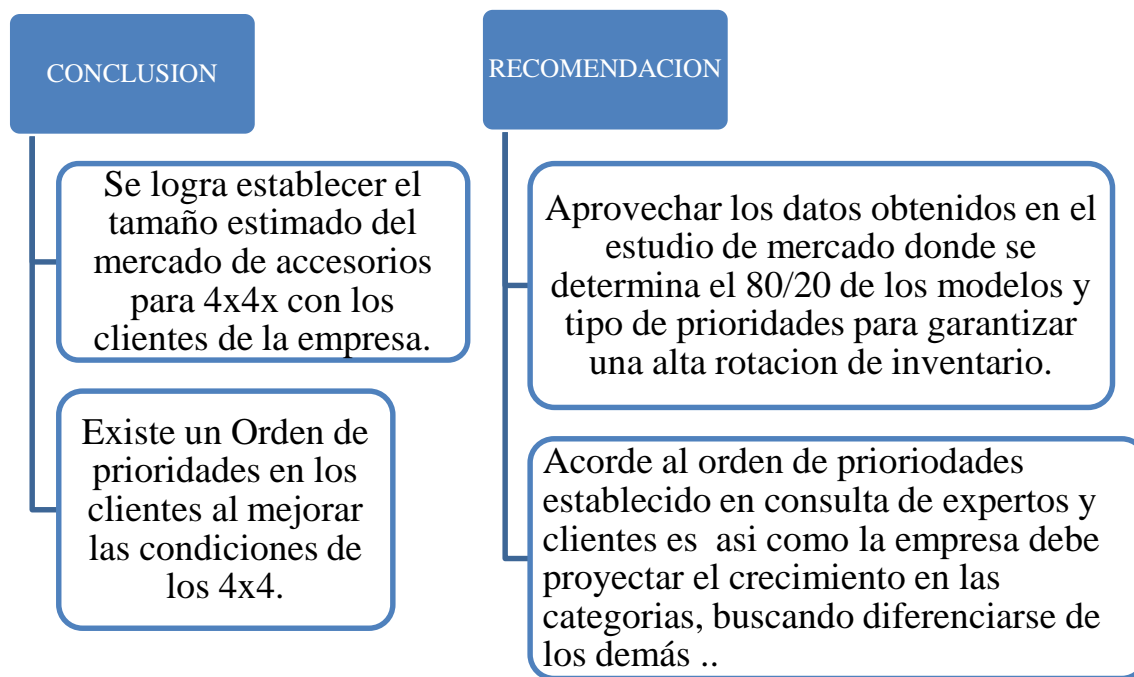 CONCLUSION
Se logra establecer el
tamaño estimado del
mercado de accesorios
para 4x4x con los
clientes de la empresa.
Existe un Orden de
prioridades en los
clientes al mejorar
las condiciones de
los 4x4.
RECOMENDACION
Aprovechar los datos obtenidos en el
estudio de mercado donde se
determina el 80/20 de los modelos y
tipo de prioridades para garantizar
una alta rotacion de inventario.
Acorde al orden de prioriodades
establecido en consulta de expertos y
clientes es  asi como la empresa debe
proyectar el crecimiento en las
categorias, buscando diferenciarse de
los demás ..